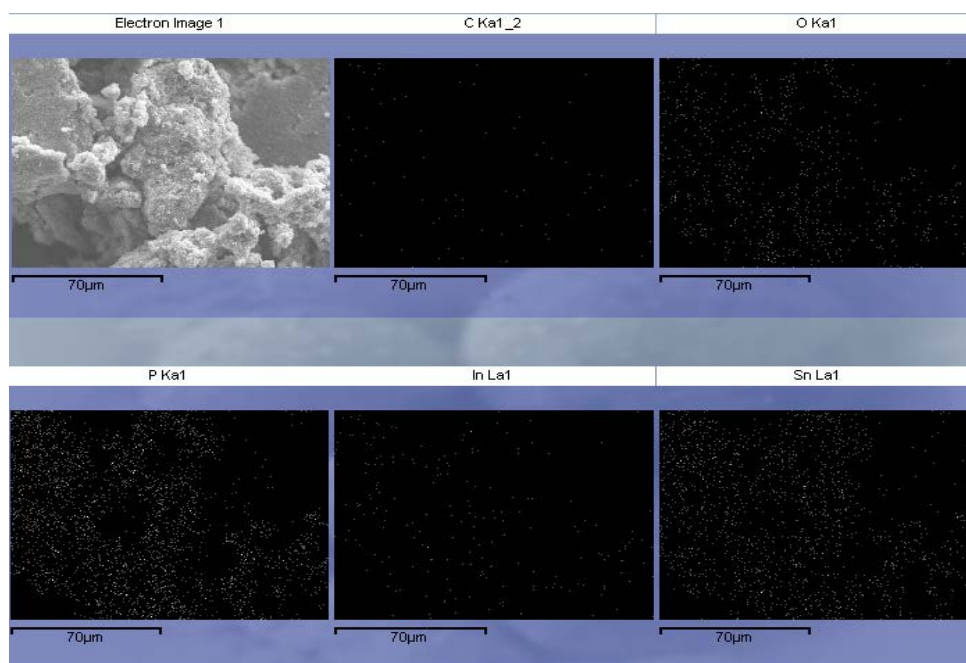 Electron Image 1
C Ka1_2
O Ka1
70µm
70µm
70µm
P Ka1
In La1
Sn La1
70µm
70µm
70µm